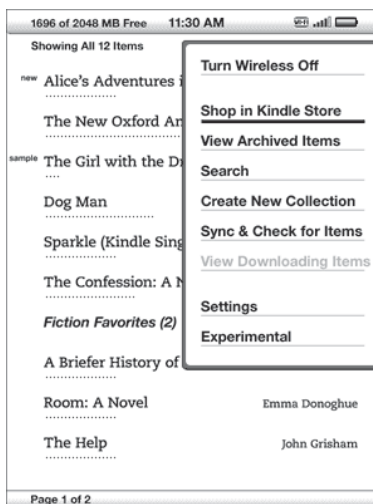 1696 of 2048 MB Free 11:30 AM
Showing All 12 Items
new Alice's Adventures i
The New Oxford Am
sample The Girl with the Dr
Dog Man
Sparkle (Kindle Sing
The Confession: A N
Fiction Favorites (2)
A Briefer History of
Room: A Novel Emma Donoghue
The Help John Grisham
Page 1 of 2
Turn Wireless Off
Shop in Kindle Store
View Archived Items
Search
Create New Collection
Sync & Check for Items
View Downloading Items
Settings
Experimental